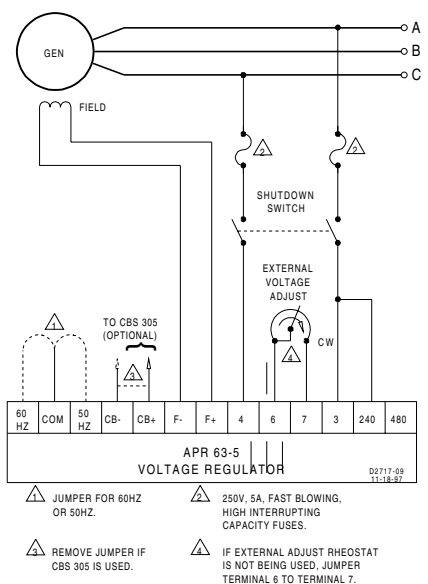 A
GEN
B
C
FIELD
2
2
SHUTDOWN
SWITCH
EXTERNAL
VOLTAGE
ADJUST
1
TO CBS 305
(OPTIONAL)
CW
3
4
60
HZ
COM
50
HZ
CB-
CB+
F-
F+
4
6
7
3
240
480
APR 63-5
VOLTAGE REGULATOR
D2717-09
11-18-97
1 JUMPER FOR 60HZ
OR 50HZ.
2 250V, 5A, FAST BLOWING,
HIGH INTERRUPTING
CAPACITY FUSES.
3 REMOVE JUMPER IF
CBS 305 IS USED.
4 IF EXTERNAL ADJUST RHEOSTAT
IS NOT BEING USED, JUMPER
TERMINAL 6 TO TERMINAL 7.